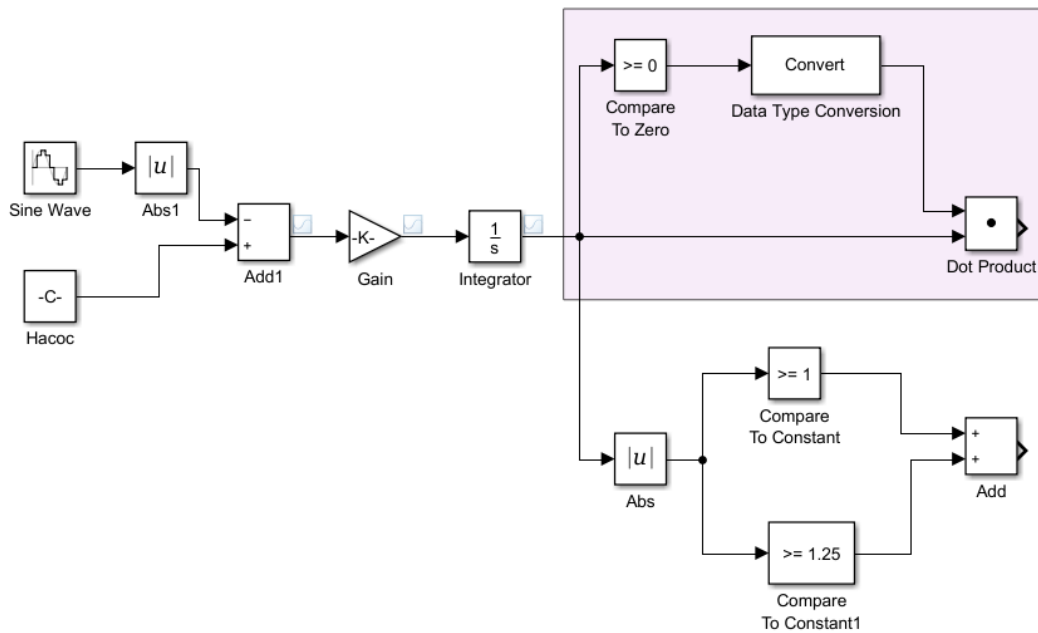 >= 0
Compare
To Zero
Convert
Data Type Conversion
|u|
Sine Wave
Abs1
−
+
Add1
-K-
Gain
1
s
Integrator
•
Dot Product
-C-
Насос
>= 1
Compare
To Constant
|u|
Abs
+
+
Add
>= 1.25
Compare
To Constant1